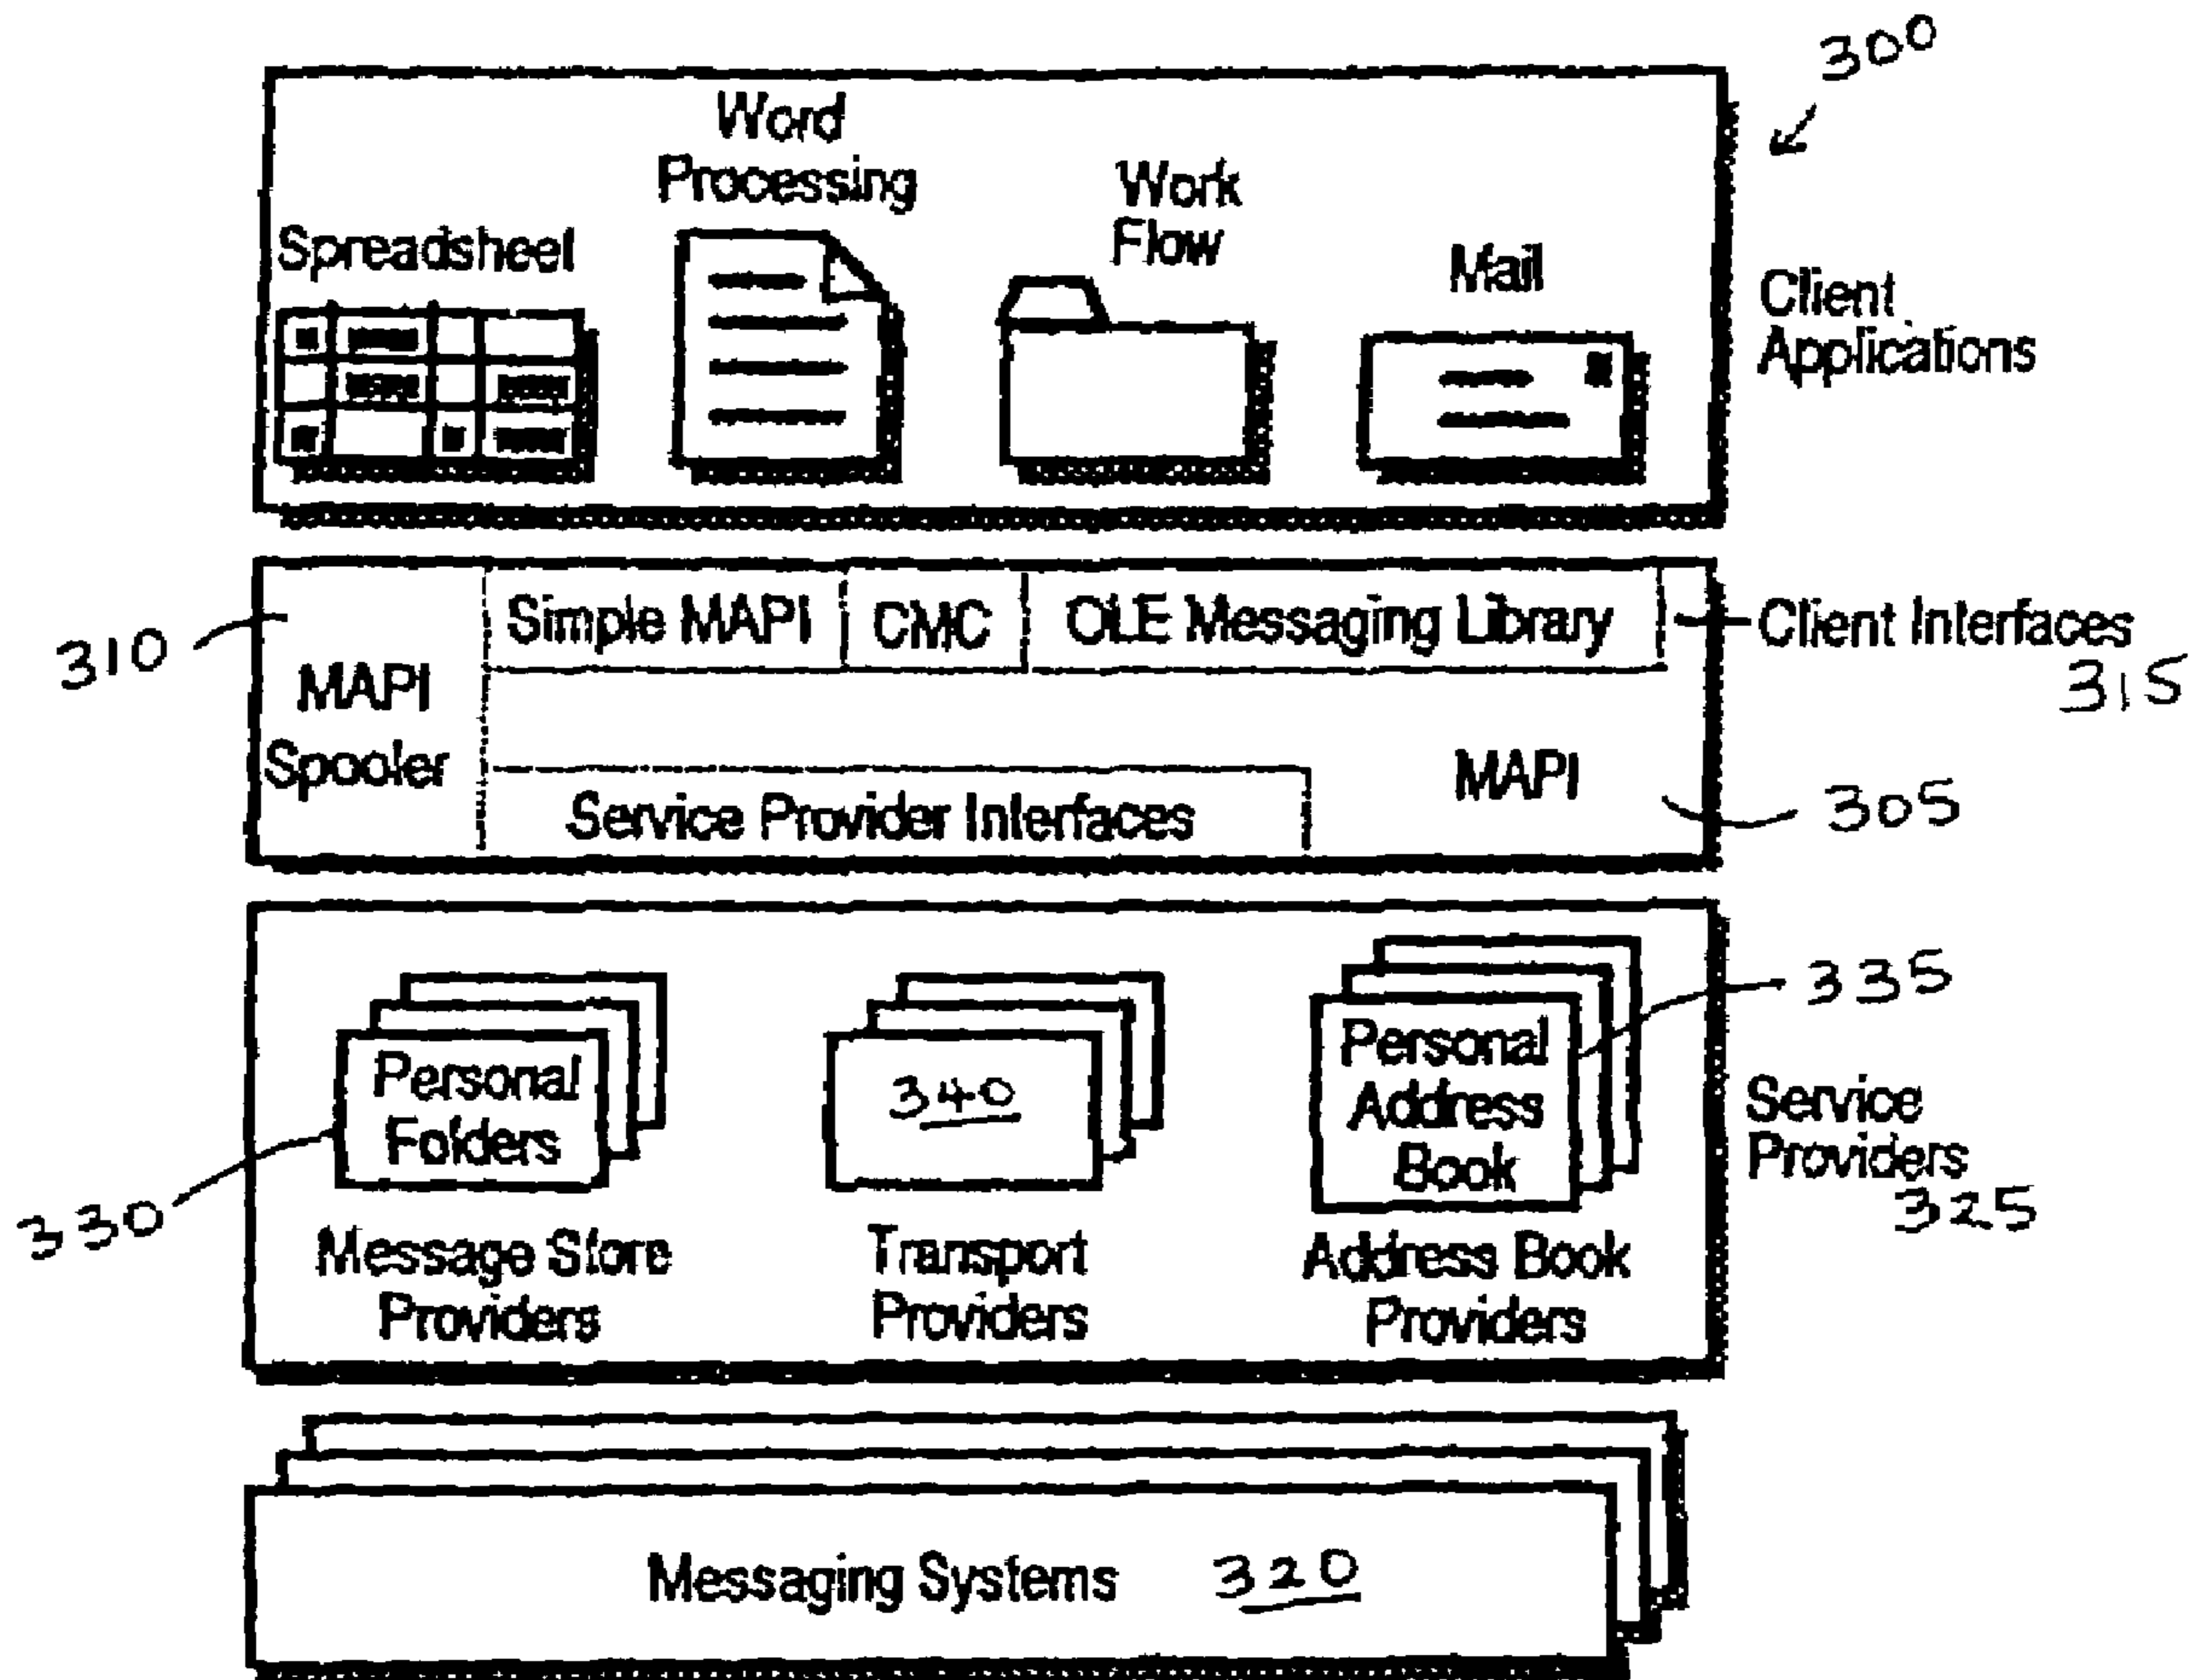 300
Word
Processing
Work
Flow
Spreadsheet
Mail
Client
Applications
310
MAPI
Spooler
Simple MAPI
CMC
OLE Messaging Library
Client Interfaces
315
MAPI
305
Service Provider Interfaces
335
Personal
Folders
340
Personal
Address
Book
Service
Providers
325
330
Message Store
Providers
Transport
Providers
Address Book
Providers
Messaging Systems 320